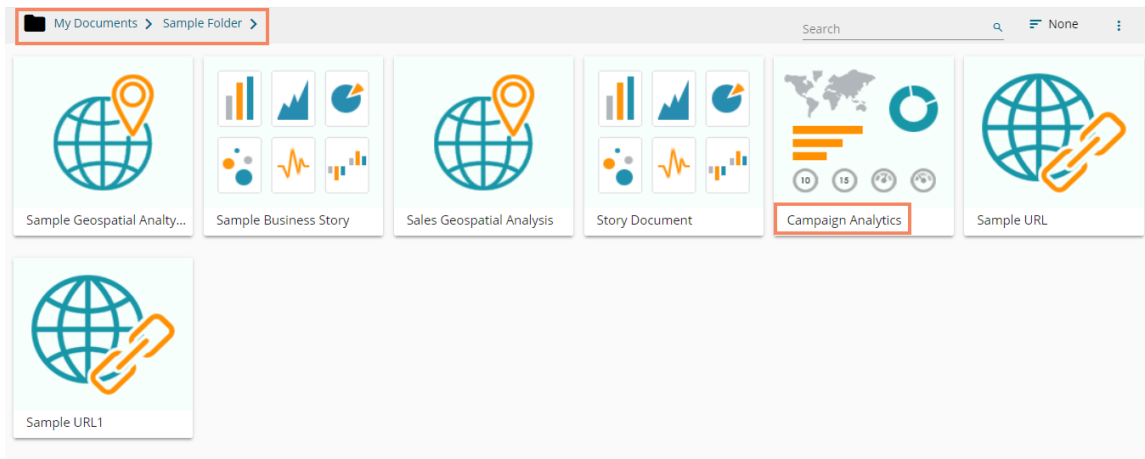 My Documents > Sample Folder >
Search
None
Sample Geospatial Analty...
Sample Business Story
Sales Geospatial Analysis
Story Document
10 15
Campaign Analytics
Sample URL
Sample URL1